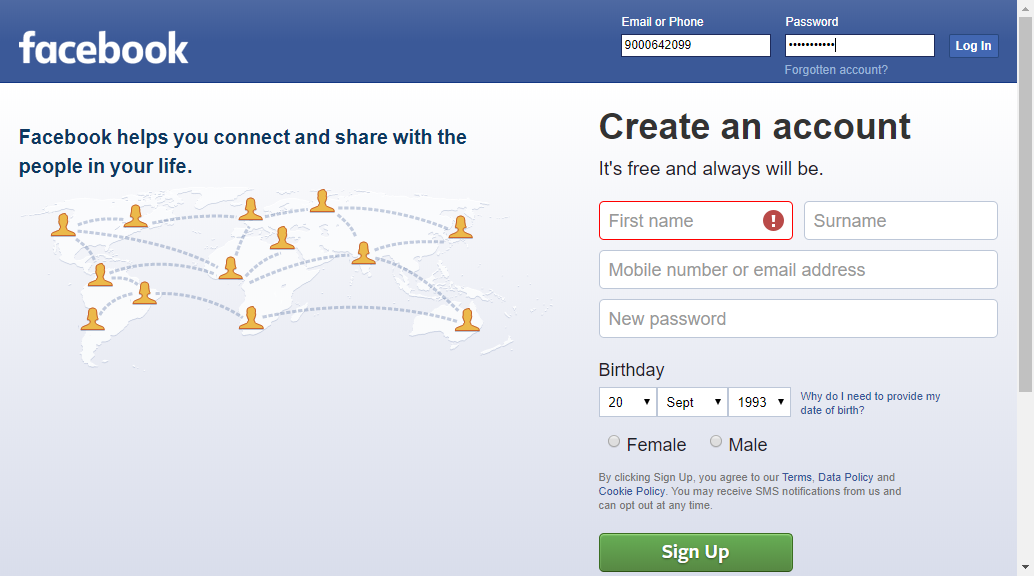 facebook
Email or Phone
Password
9000642099
•••••••••••
Log In
Forgotten account?
Facebook helps you connect and share with the
people in your life.
Create an account
It's free and always will be.
First name
Surname
Mobile number or email address
New password
Birthday
20 Sept 1993
Why do I need to provide my
date of birth?
Female Male
By clicking Sign Up, you agree to our Terms, Data Policy and
Cookie Policy. You may receive SMS notifications from us and
can opt out at any time.
Sign Up